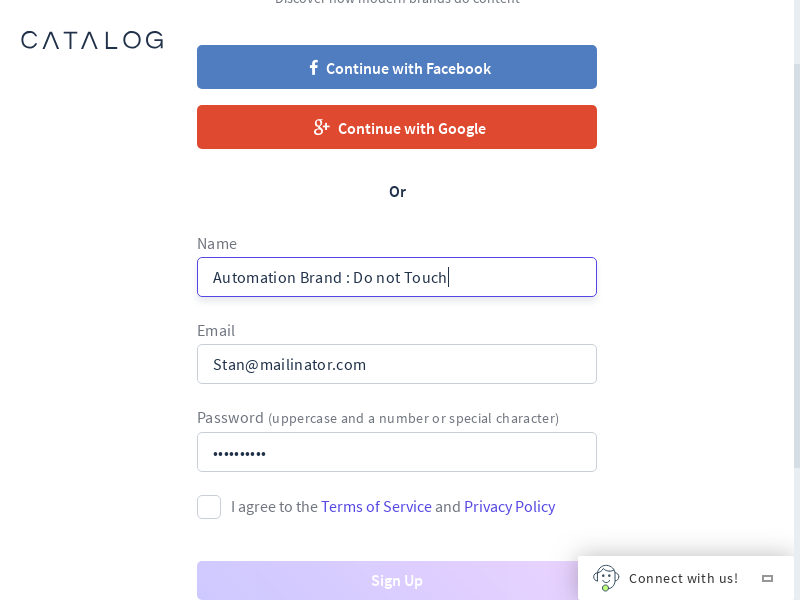 Discover how modern brands do content
CATALOG
Continue with Facebook
Continue with Google
Or
Name
Automation Brand : Do not Touch
Email
Stan@mailinator.com
Password (uppercase and a number or special character)
••••••••••
I agree to the Terms of Service and Privacy Policy
Sign Up
Connect with us!